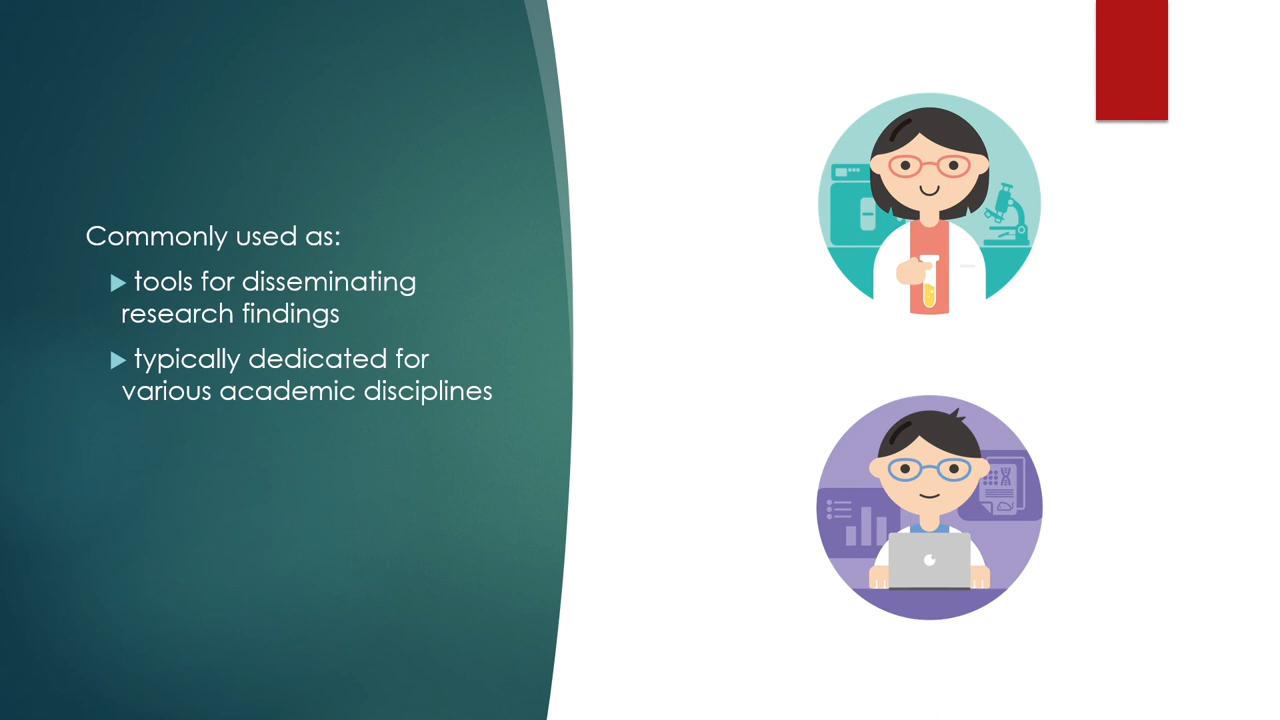 Commonly used as:
tools for disseminating
research findings
typically dedicated for
various academic disciplines